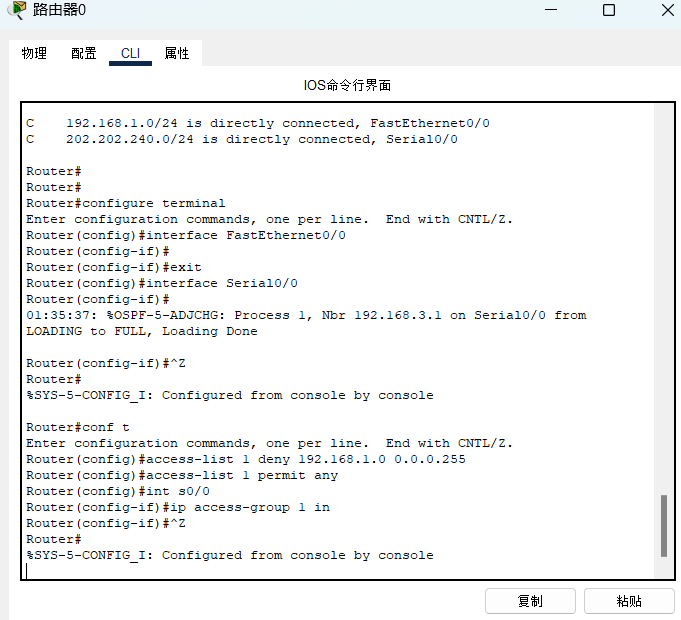 路由器0
物理 配置 CLI 属性
IOS命令行界面
C    192.168.1.0/24 is directly connected, FastEthernet0/0
C    202.202.240.0/24 is directly connected, Serial0/0
Router#
Router#
Router#configure terminal
Enter configuration commands, one per line.  End with CNTL/Z.
Router(config)#interface FastEthernet0/0
Router(config-if)#
Router(config-if)#exit
Router(config)#interface Serial0/0
Router(config-if)#
01:35:37: %OSPF-5-ADJCHG: Process 1, Nbr 192.168.3.1 on Serial0/0 from
LOADING to FULL, Loading Done
Router(config-if)#^Z
Router#
%SYS-5-CONFIG_I: Configured from console by console
Router#conf t
Enter configuration commands, one per line.  End with CNTL/Z.
Router(config)#access-list 1 deny 192.168.1.0 0.0.0.255
Router(config)#access-list 1 permit any
Router(config)#int s0/0
Router(config-if)#ip access-group 1 in
Router(config-if)#^Z
Router#
%SYS-5-CONFIG_I: Configured from console by console
复制 粘贴